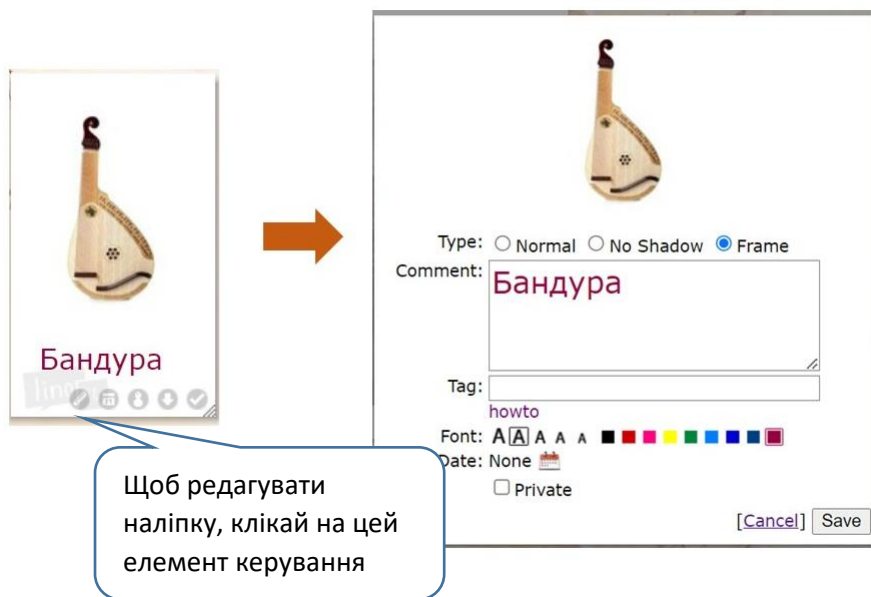 Бандура
lino
Щоб редагувати
наліпку, клікай на цей
елемент керування
Type: Normal No Shadow Frame
Comment: Бандура
Tag:
howto
Font: A A A A A
Date: None
Private
[Cancel] Save